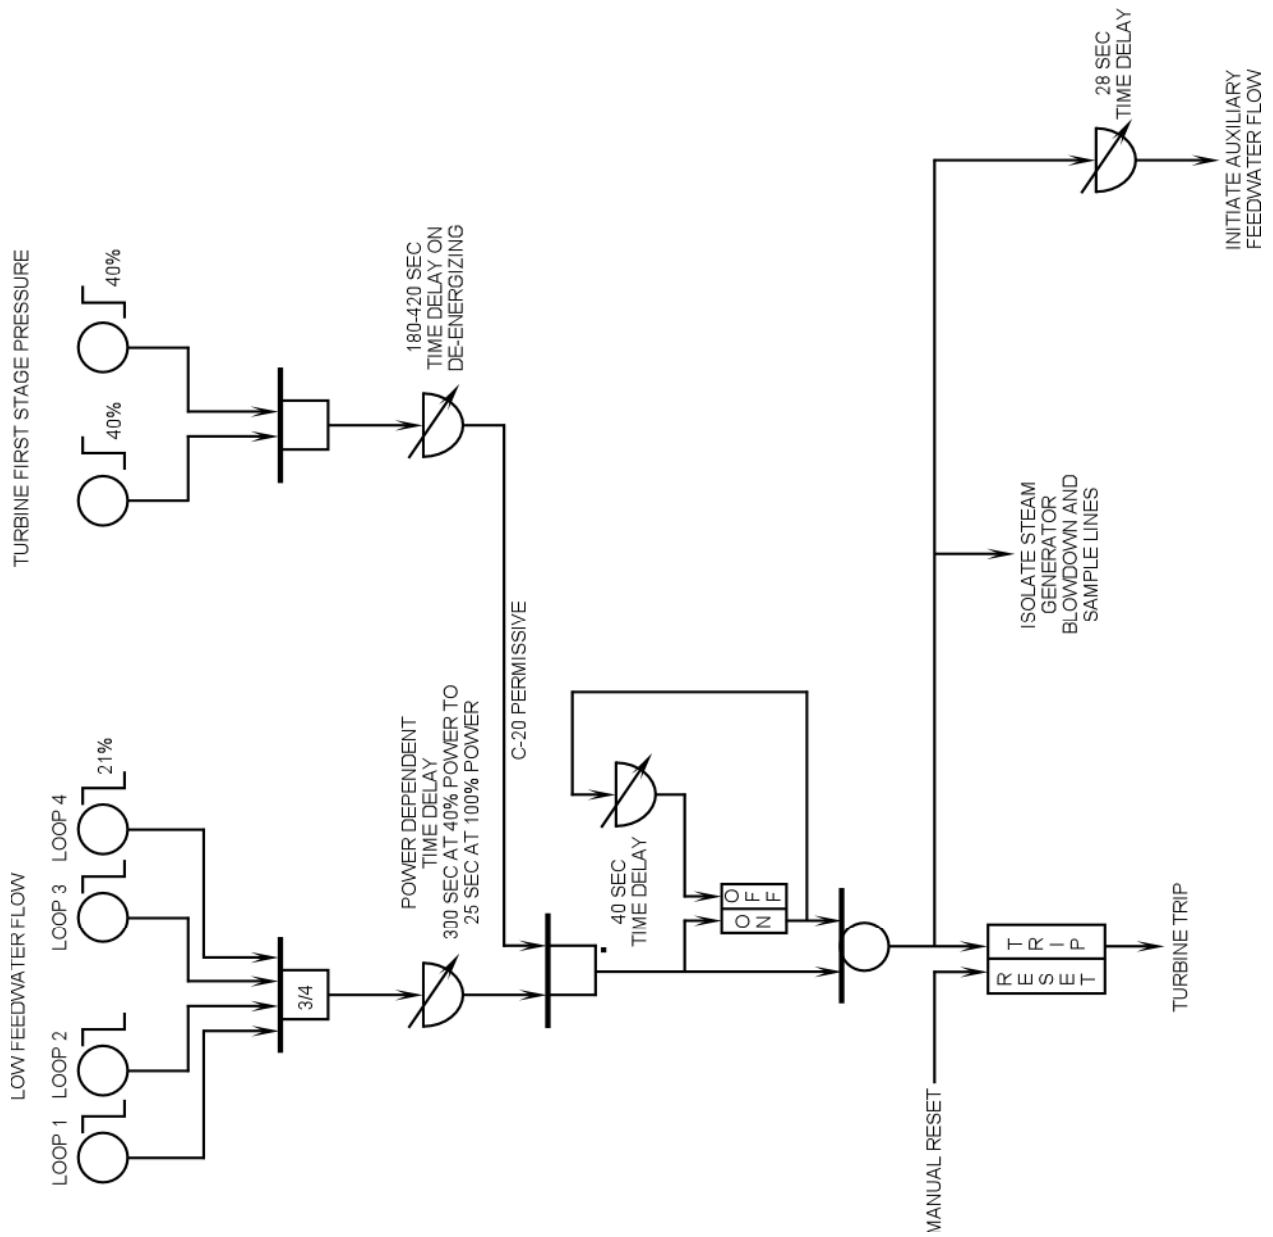 LOW FEEDWATER FLOW
LOOP 1
LOOP 2
LOOP 3
LOOP 4
21%
TURBINE FIRST STAGE PRESSURE
40%
40%
3/4
POWER DEPENDENT
TIME DELAY
300 SEC AT 40% POWER TO
25 SEC AT 100% POWER
180-420 SEC
TIME DELAY ON
DE-ENERGIZING
C-20 PERMISSIVE
40 SEC
TIME DELAY
ON
OFF
MANUAL RESET
RESET
TRIP
TURBINE TRIP
ISOLATE STEAM
GENERATOR
BLOWDOWN AND
SAMPLE LINES
28 SEC
TIME DELAY
INITIATE AUXILIARY
FEEDWATER FLOW